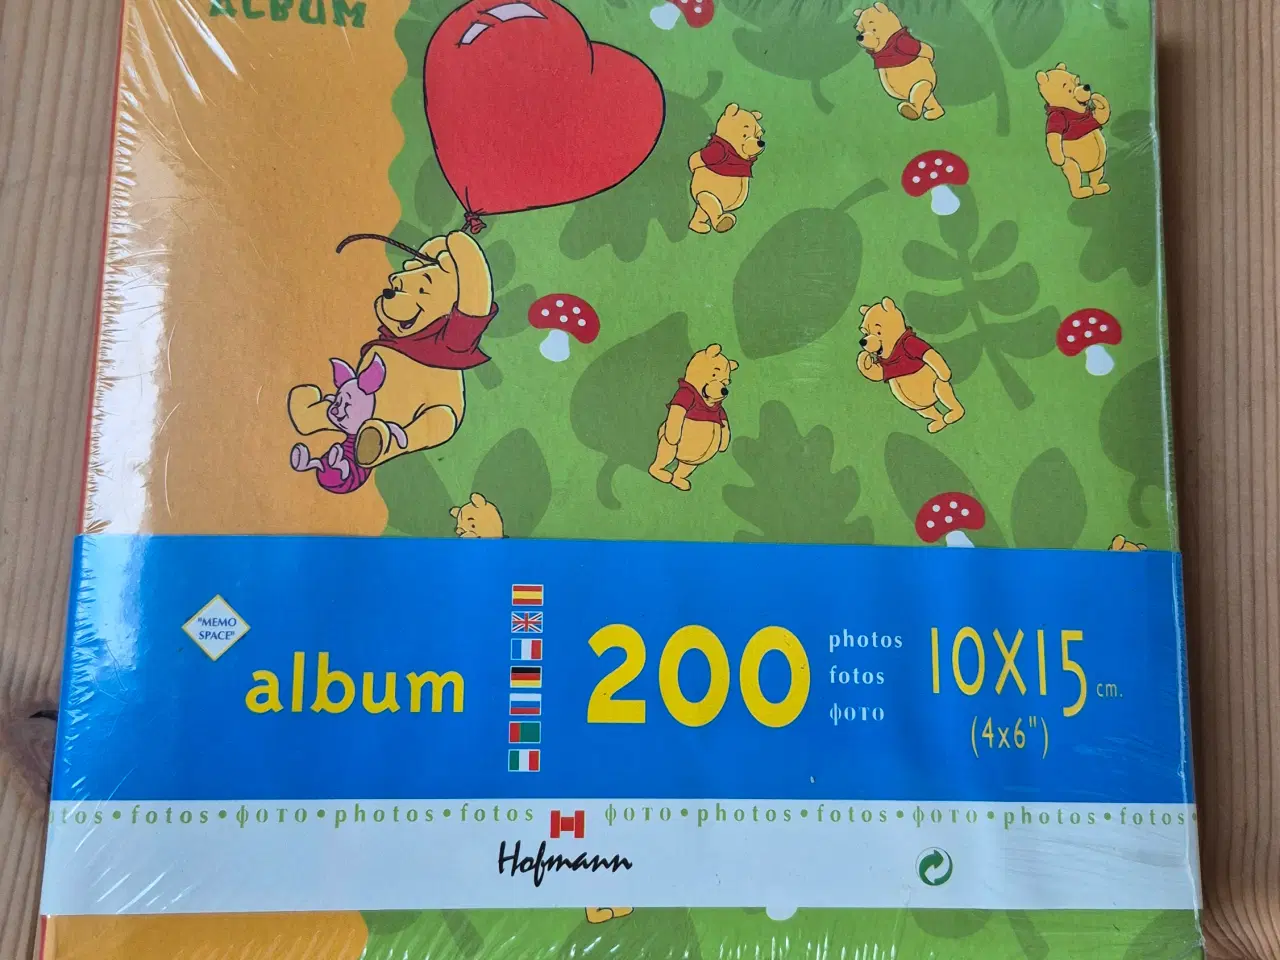 ALBUM
"MEMO
SPACE"
album
200
photos
fotos
фото
10X15 cm.
(4x6")
tos • fotos • фото • photos • fotos фото • photos • fotos • фото • photos • fotos •
Hofmann